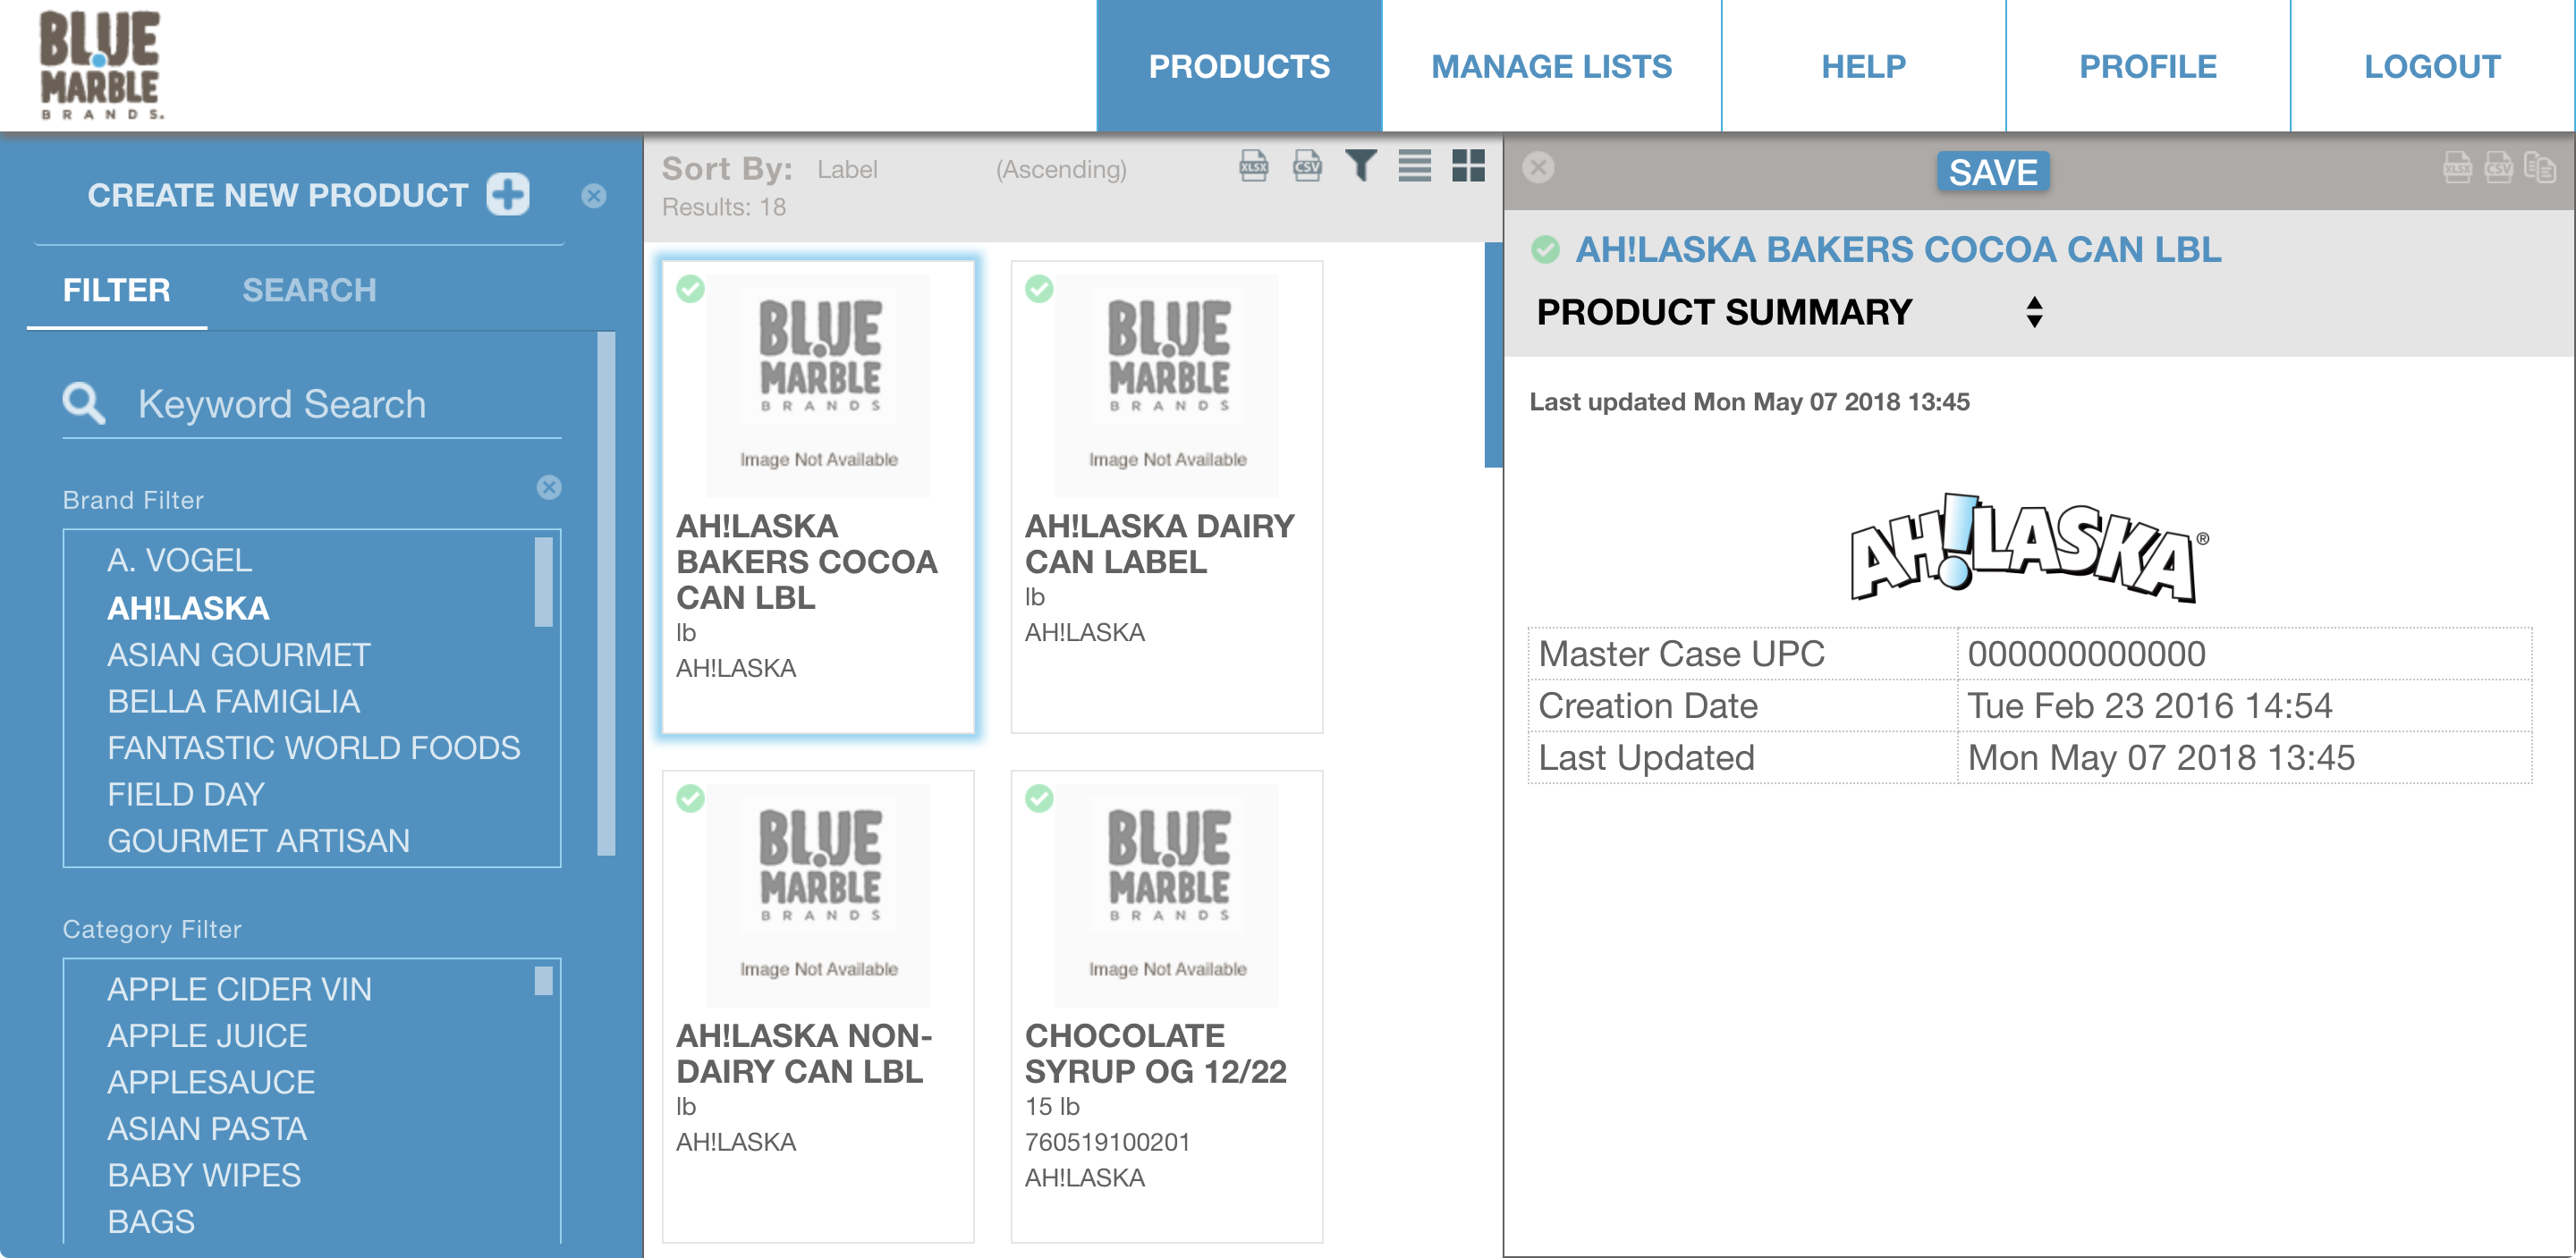 BLUE
MARBLE
BRANDS.
PRODUCTS
MANAGE LISTS
HELP
PROFILE
LOGOUT
CREATE NEW PRODUCT
FILTER
SEARCH
Keyword Search
Brand Filter
A. VOGEL
AH!LASKA
ASIAN GOURMET
BELLA FAMIGLIA
FANTASTIC WORLD FOODS
FIELD DAY
GOURMET ARTISAN
Category Filter
APPLE CIDER VIN
APPLE JUICE
APPLESAUCE
ASIAN PASTA
BABY WIPES
BAGS
Sort By: Label (Ascending)
XLSX
CSV
Results: 18
BLUE
MARBLE
BRANDS
Image Not Available
AH!LASKA
BAKERS COCOA
CAN LBL
lb
AH!LASKA
BLUE
MARBLE
BRANDS
Image Not Available
AH!LASKA DAIRY
CAN LABEL
lb
AH!LASKA
BLUE
MARBLE
BRANDS
Image Not Available
AH!LASKA NON-
DAIRY CAN LBL
lb
AH!LASKA
BLUE
MARBLE
BRANDS
Image Not Available
CHOCOLATE
SYRUP OG 12/22
15 lb
760519100201
AH!LASKA
SAVE
XLSX
CSV
AH!LASKA BAKERS COCOA CAN LBL
PRODUCT SUMMARY
Last updated Mon May 07 2018 13:45
AH!LASKA®
Master Case UPC 000000000000
Creation Date Tue Feb 23 2016 14:54
Last Updated Mon May 07 2018 13:45